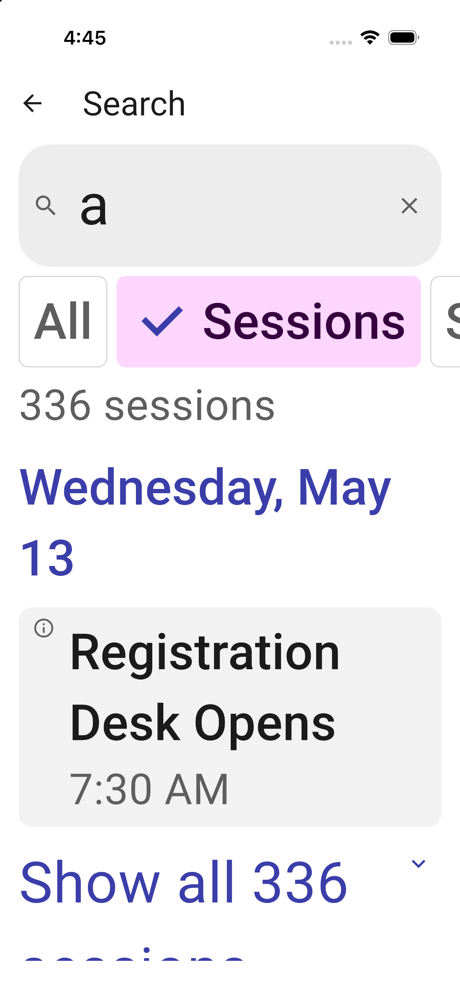 4:45
Search
a
All
Sessions
S
336 sessions
Wednesday, May
13
Registration
Desk Opens
7:30 AM
Show all 336
sessions